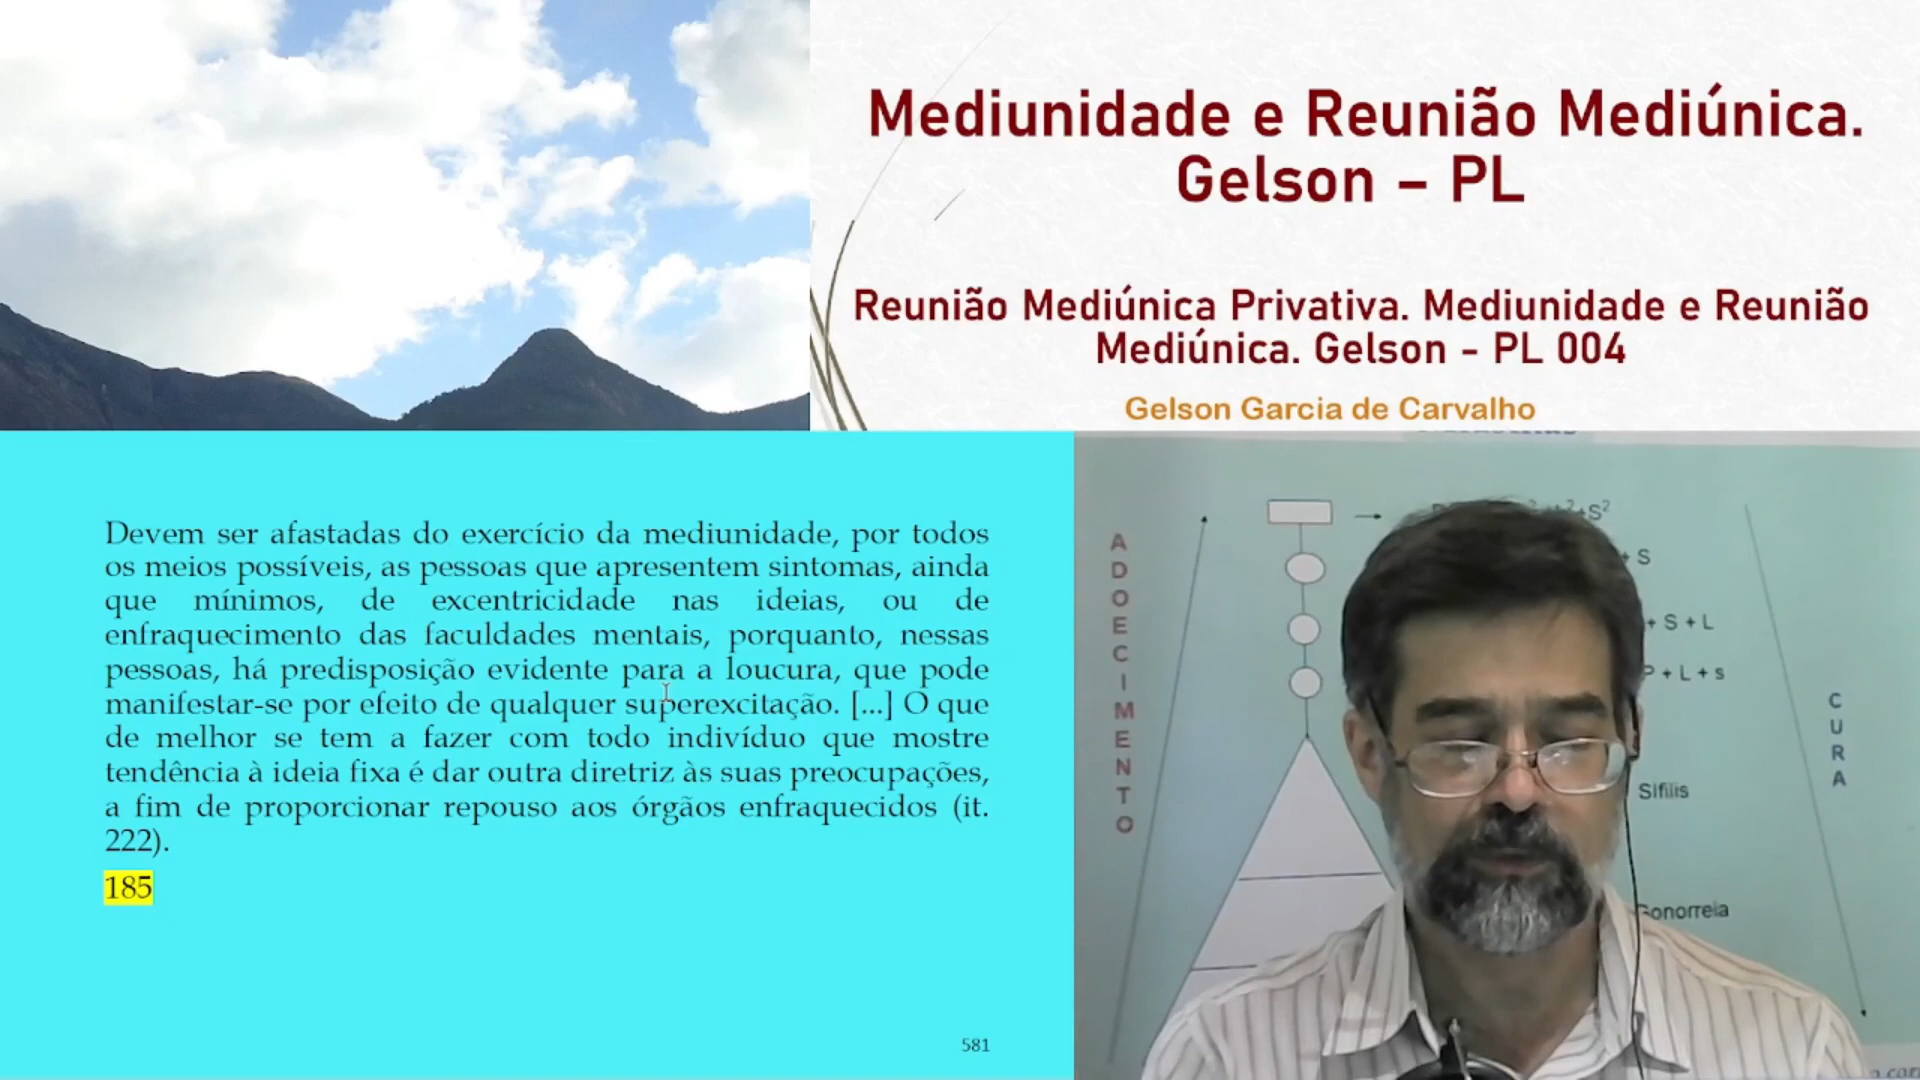 Mediunidade e Reunião Mediúnica.
Gelson – PL
Reunião Mediúnica Privativa. Mediunidade e Reunião
Mediúnica. Gelson - PL 004
Gelson Garcia de Carvalho
Devem ser afastadas do exercício da mediunidade, por todos
os meios possíveis, as pessoas que apresentem sintomas, ainda
que mínimos, de excentricidade nas ideias, ou de
enfraquecimento das faculdades mentais, porquanto, nessas
pessoas, há predisposição evidente para a loucura, que pode
manifestar-se por efeito de qualquer superexcitação. [...] O que
de melhor se tem a fazer com todo indivíduo que mostre
tendência à ideia fixa é dar outra diretriz às suas preocupações,
a fim de proporcionar repouso aos órgãos enfraquecidos (it.
222).
185
581
ADOECIMENTO
+S²
+ S
+ S + L
P + L + s
CURA
Sífilis
Gonorreia